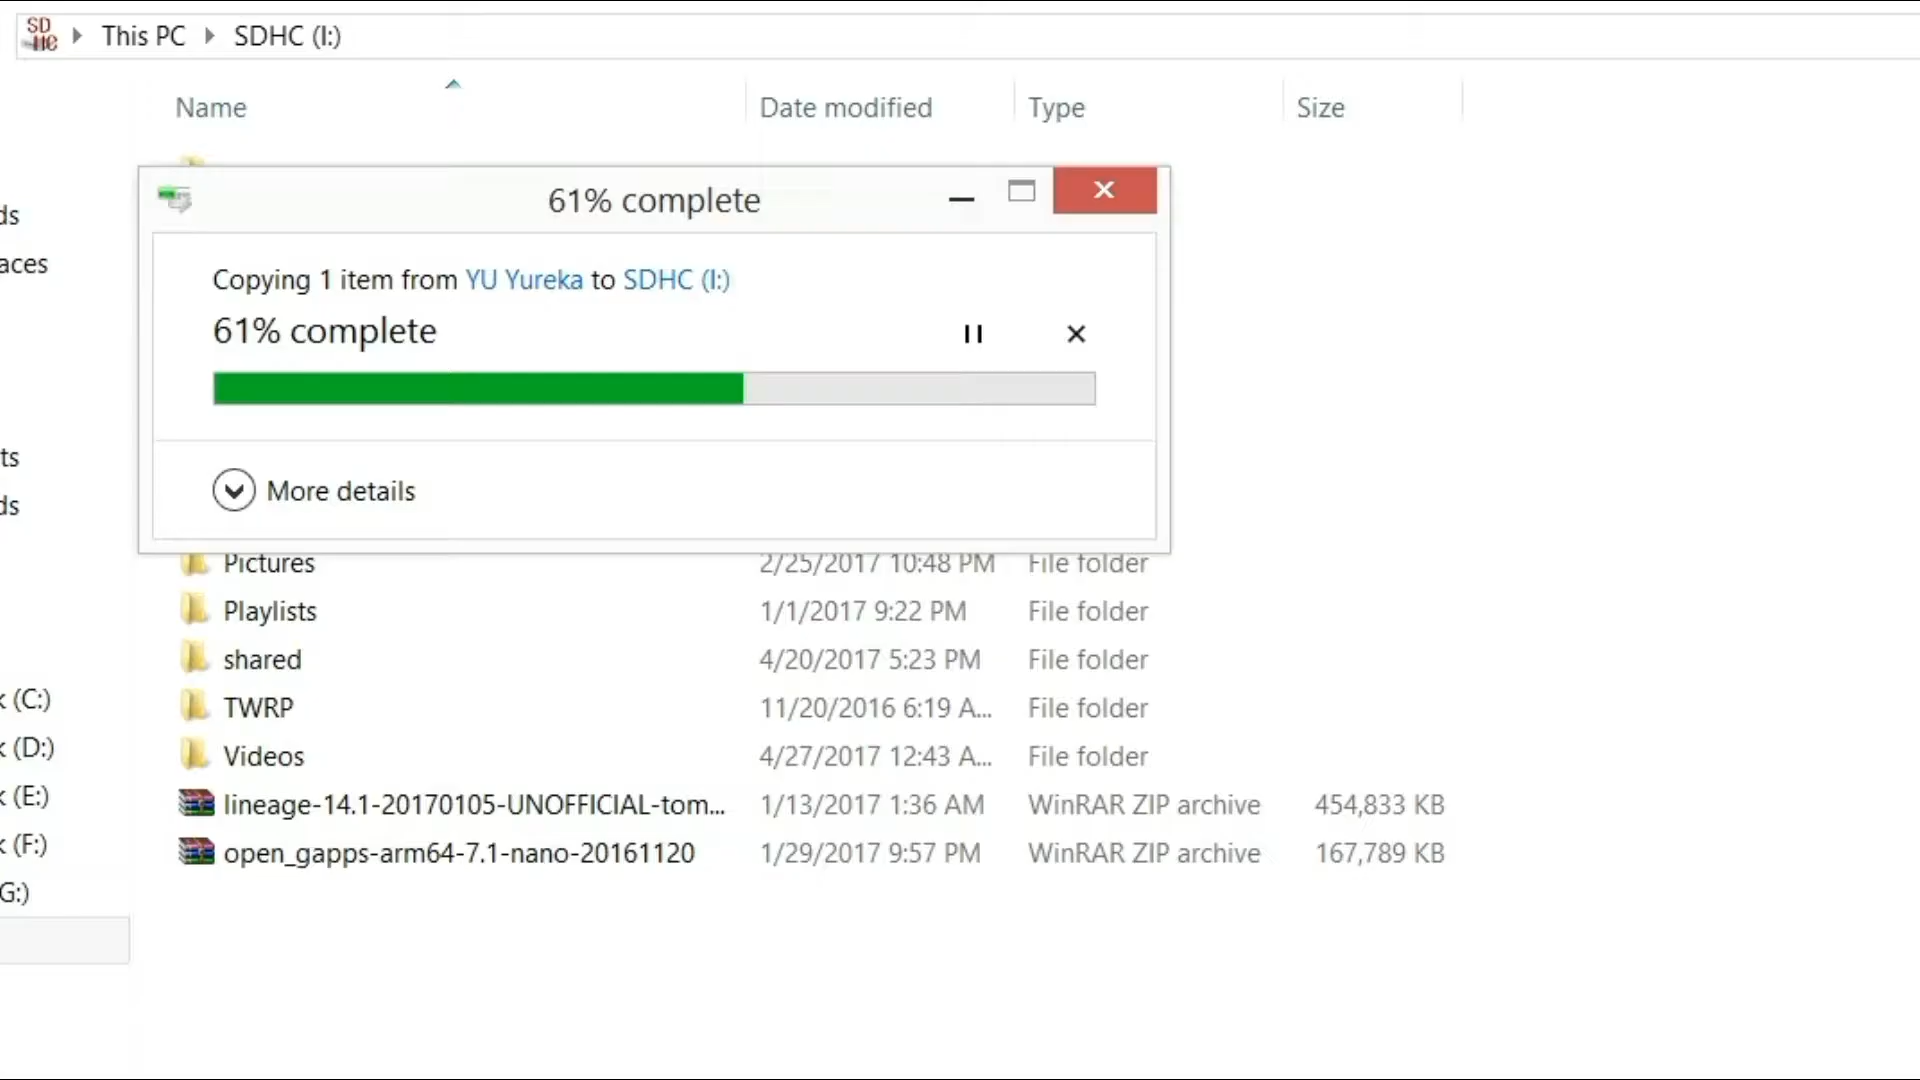 This PC
SDHC (I:)
Name
Date modified
Type
Size
61% complete
Copying 1 item from YU Yureka to SDHC (I:)
61% complete
More details
ds
aces
ts
ds
k (C:)
k (D:)
k (E:)
k (F:)
G:)
Pictures 2/25/2017 10:48 PM File folder
Playlists 1/1/2017 9:22 PM File folder
shared 4/20/2017 5:23 PM File folder
TWRP 11/20/2016 6:19 A... File folder
Videos 4/27/2017 12:43 A... File folder
lineage-14.1-20170105-UNOFFICIAL-tom... 1/13/2017 1:36 AM WinRAR ZIP archive 454,833 KB
open_gapps-arm64-7.1-nano-20161120 1/29/2017 9:57 PM WinRAR ZIP archive 167,789 KB